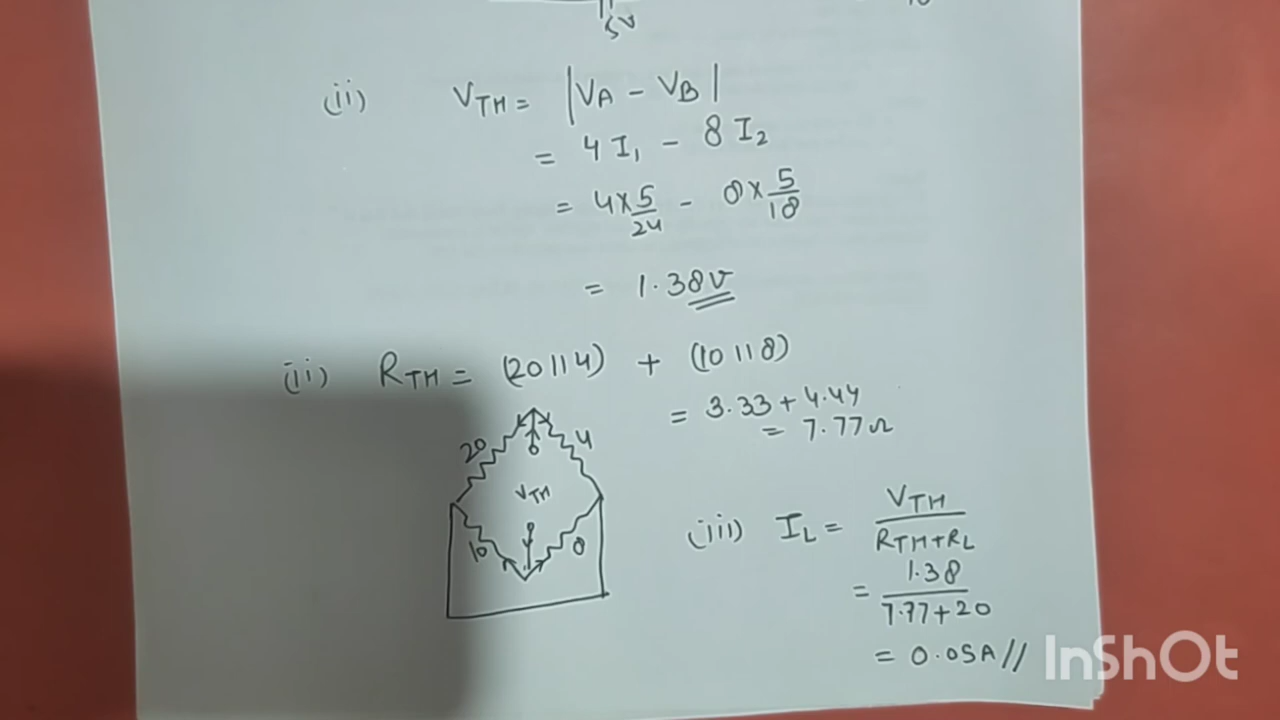 5V
(ii) VTH = |VA - VB|
= 4 I1 - 8 I2
= 4 x 5/24 - 8 x 5/18
= 1.38V
(ii) RTH = (20 || 4) + (10 || 8)
= 3.33 + 4.44
= 7.77 Ω
20
4
VTH
10
8
(iii) IL = VTH / RTH+RL
= 1.38 / 7.77+20
= 0.05A //
InShOt